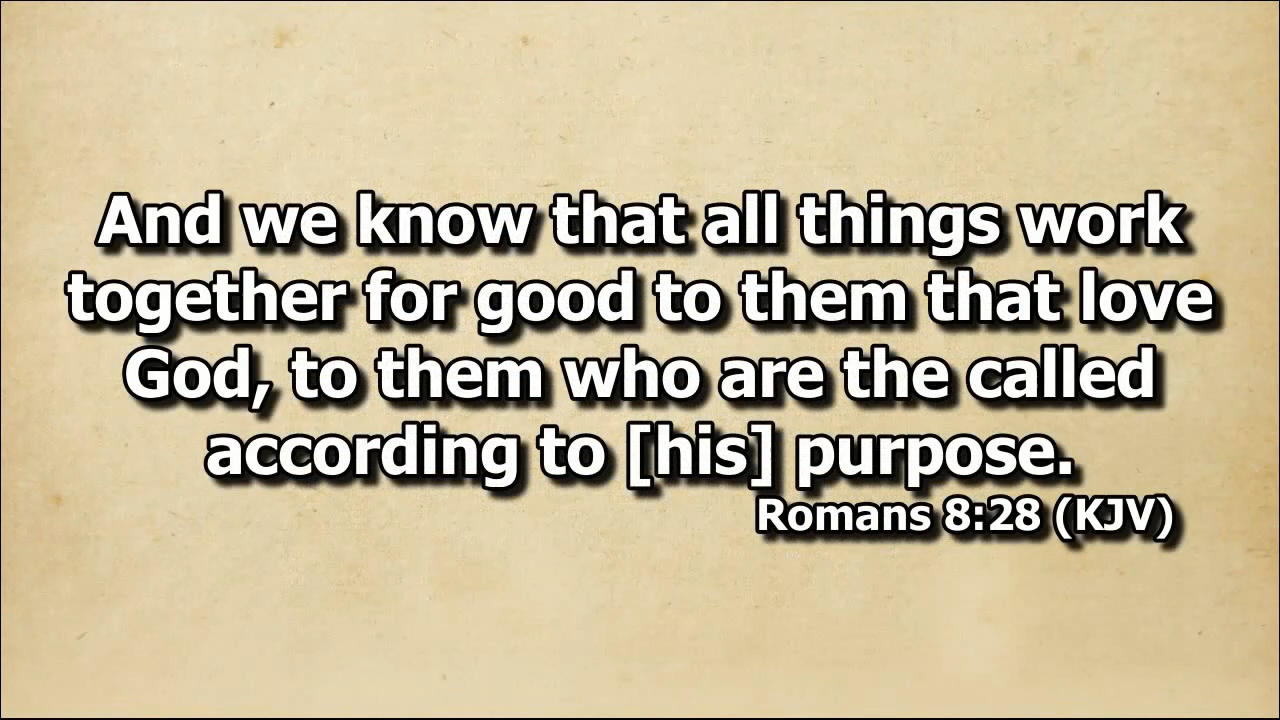 And we know that all things work
together for good to them that love
God, to them who are the called
according to [his] purpose.
Romans 8:28 (KJV)